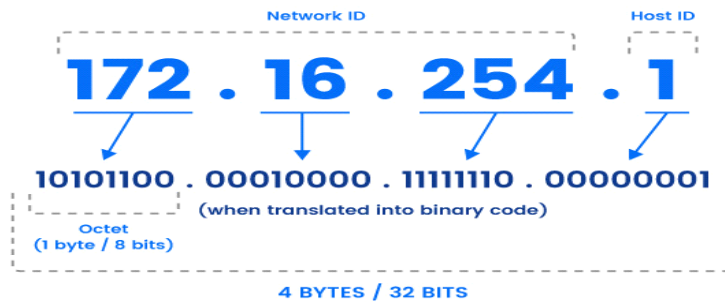 Network ID Host ID
172 . 16 . 254 . 1
10101100 . 00010000 . 11111110 . 00000001
(when translated into binary code)
Octet
(1 byte / 8 bits)
4 BYTES / 32 BITS